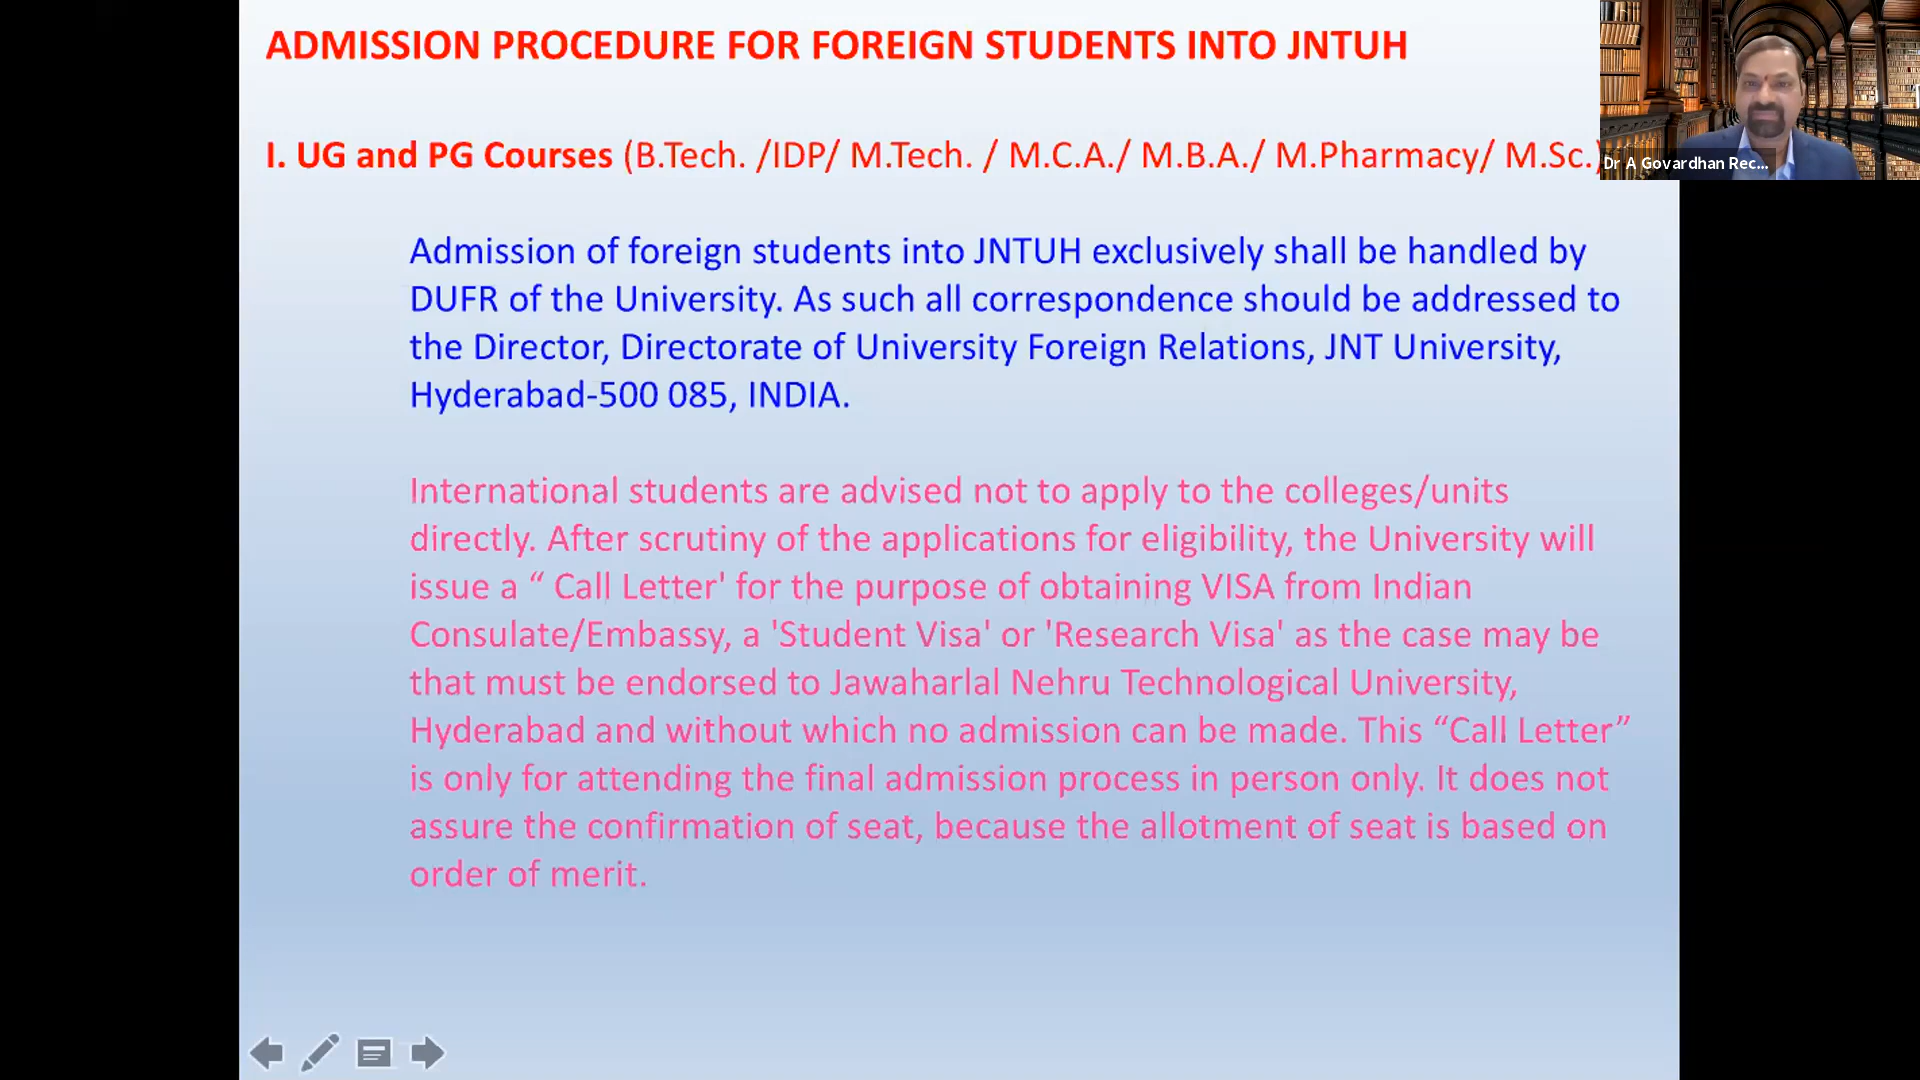 ADMISSION PROCEDURE FOR FOREIGN STUDENTS INTO JNTUH
I. UG and PG Courses (B.Tech. /IDP/ M.Tech. / M.C.A./ M.B.A./ M.Pharmacy/ M.Sc.)
Dr A Govardhan Rec...
Admission of foreign students into JNTUH exclusively shall be handled by
DUFR of the University. As such all correspondence should be addressed to
the Director, Directorate of University Foreign Relations, JNT University,
Hyderabad-500 085, INDIA.
International students are advised not to apply to the colleges/units
directly. After scrutiny of the applications for eligibility, the University will
issue a “ Call Letter' for the purpose of obtaining VISA from Indian
Consulate/Embassy, a 'Student Visa' or 'Research Visa' as the case may be
that must be endorsed to Jawaharlal Nehru Technological University,
Hyderabad and without which no admission can be made. This “Call Letter”
is only for attending the final admission process in person only. It does not
assure the confirmation of seat, because the allotment of seat is based on
order of merit.